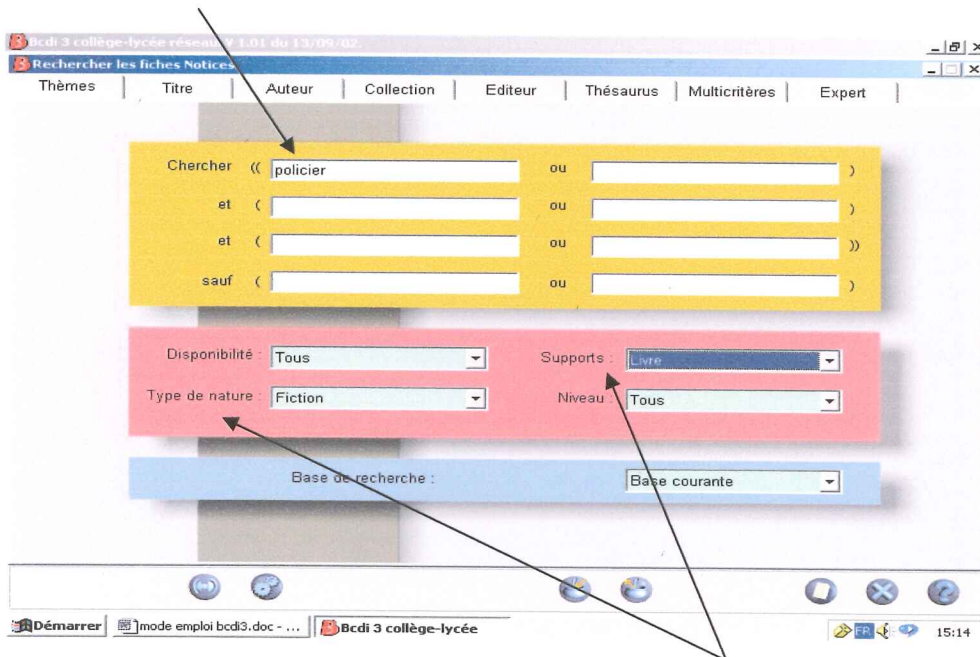 Bcdi 3 collège-lycée réseau. V 1.01 du 13/09/02.
Rechercher les fiches Notices
Thèmes Titre Auteur Collection Editeur Thésaurus Multicritères Expert
Chercher (( policier ou )
et ( ou )
et ( ou ))
sauf ( ou )
Disponibilité : Tous Supports : Livre
Type de nature : Fiction Niveau : Tous
Base de recherche : Base courante
Démarrer mode emploi bcdi3.doc - ... Bcdi 3 collège-lycée FR 15:14